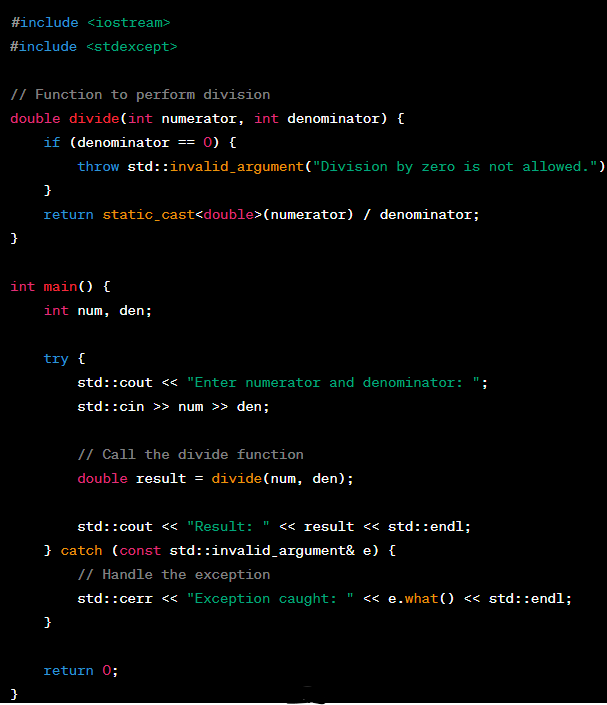 #include <iostream>
#include <stdexcept>

// Function to perform division
double divide(int numerator, int denominator) {
    if (denominator == 0) {
        throw std::invalid_argument("Division by zero is not allowed.")
    }
    return static_cast<double>(numerator) / denominator;
}

int main() {
    int num, den;

    try {
        std::cout << "Enter numerator and denominator: ";
        std::cin >> num >> den;

        // Call the divide function
        double result = divide(num, den);

        std::cout << "Result: " << result << std::endl;
    } catch (const std::invalid_argument& e) {
        // Handle the exception
        std::cerr << "Exception caught: " << e.what() << std::endl;
    }

    return 0;
}